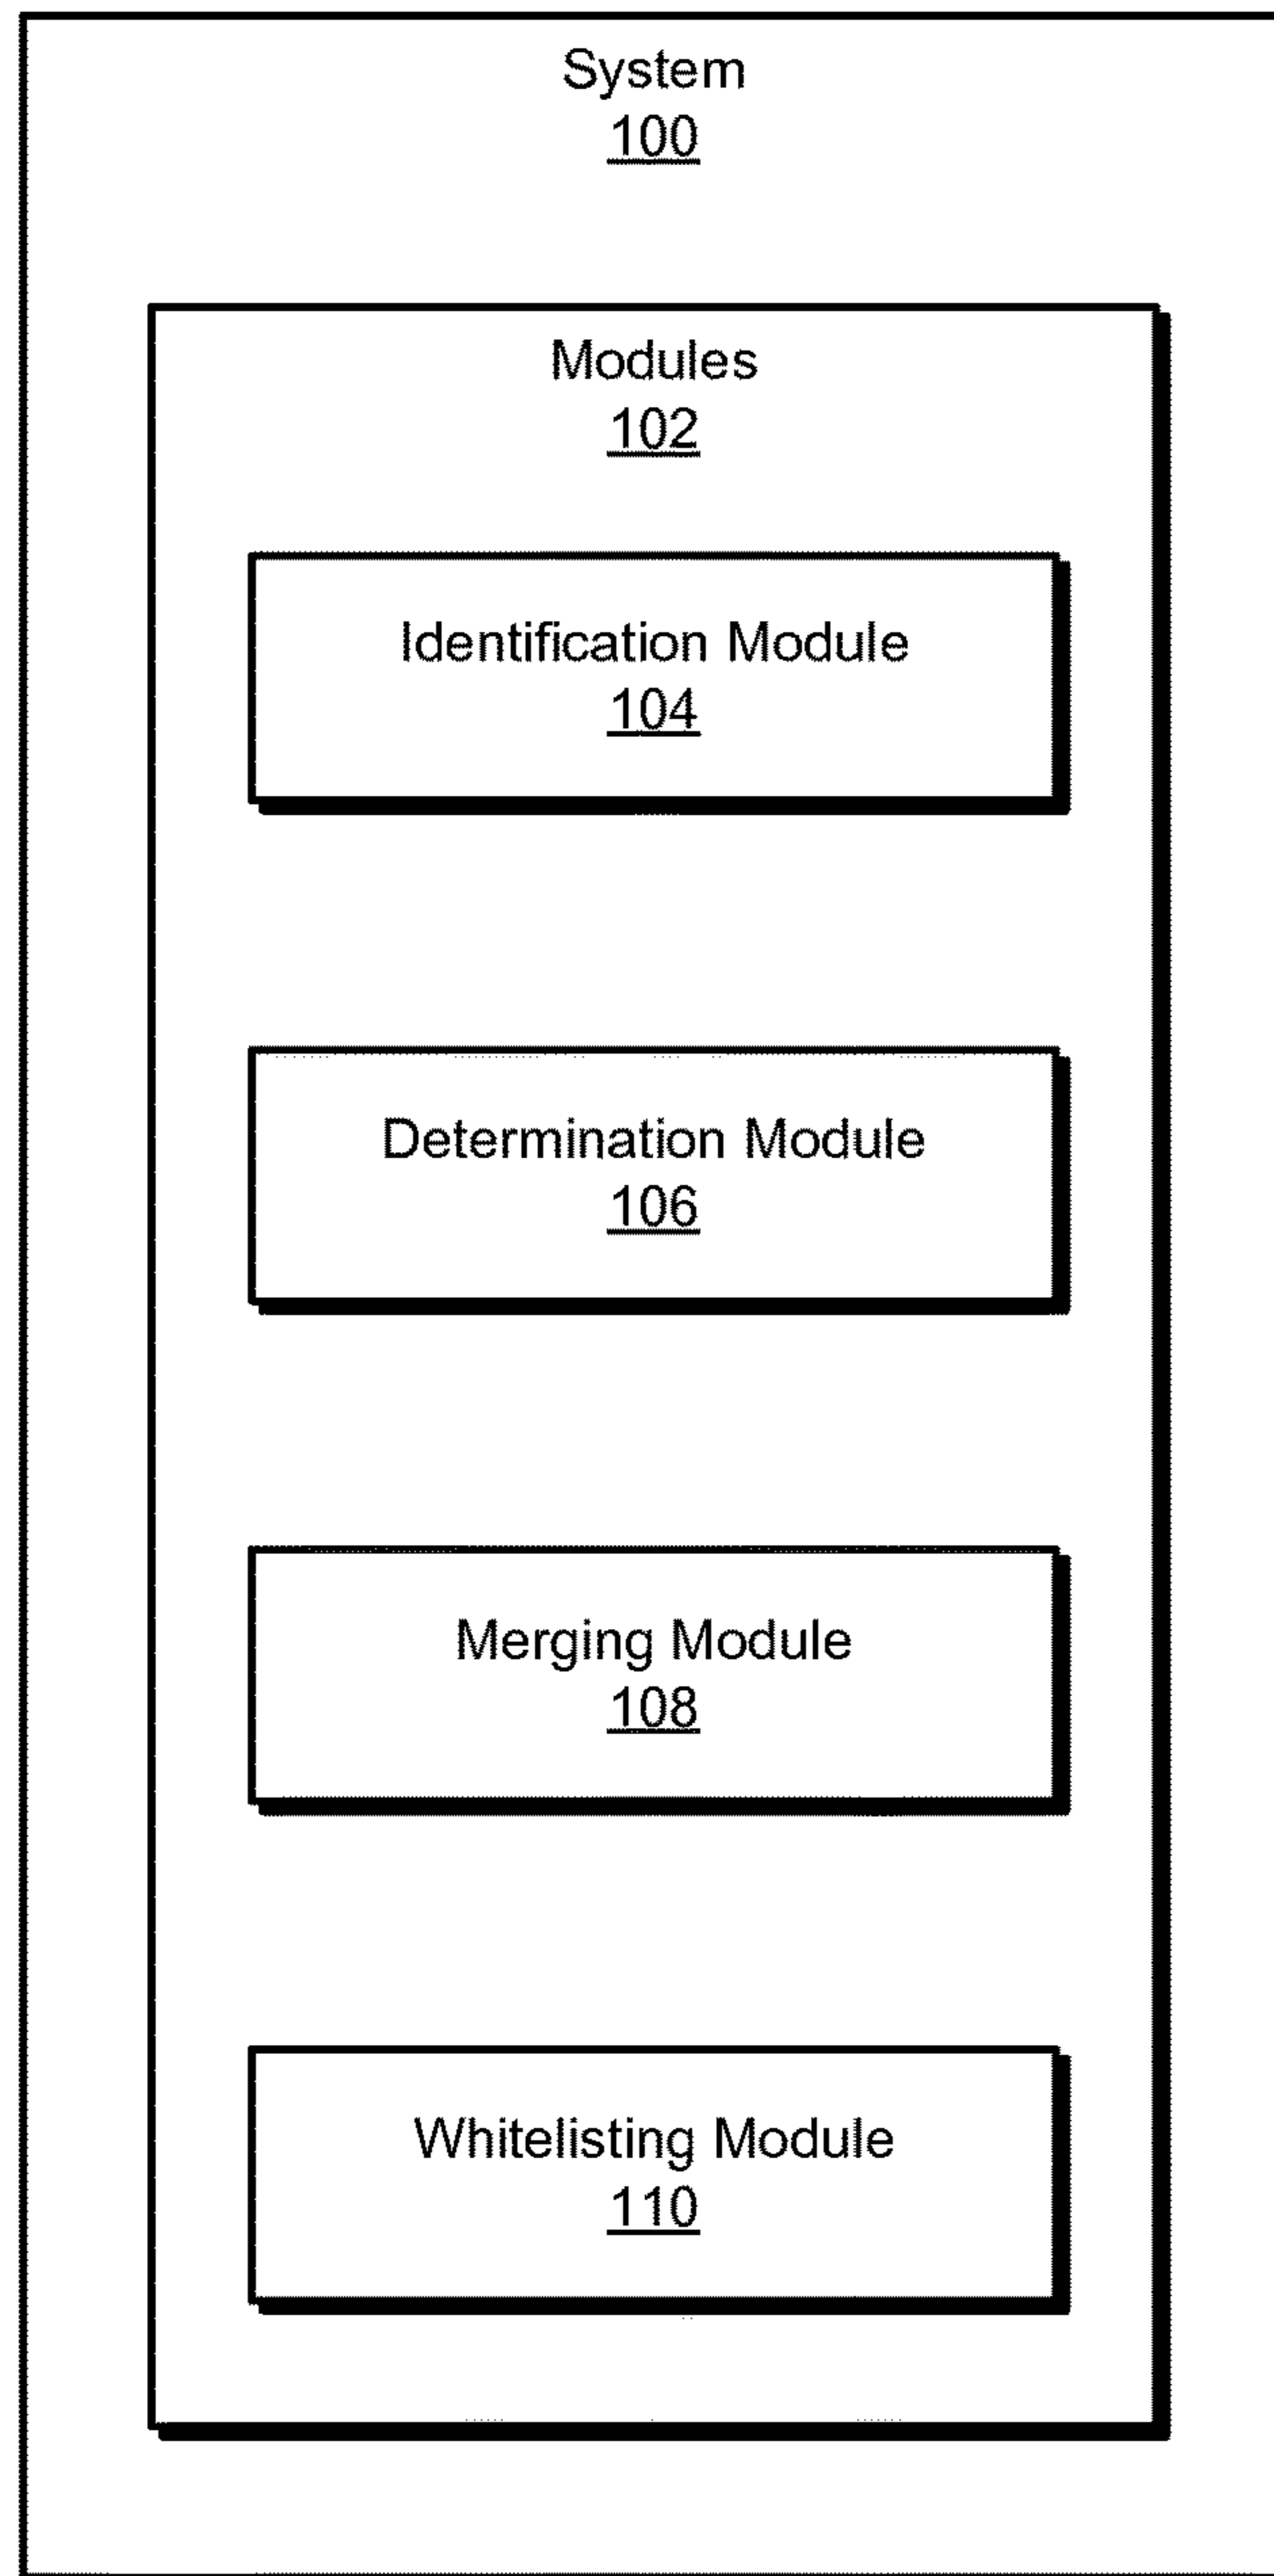 System
100
Modules
102
Identification Module
104
Determination Module
106
Merging Module
108
Whitelisting Module
110